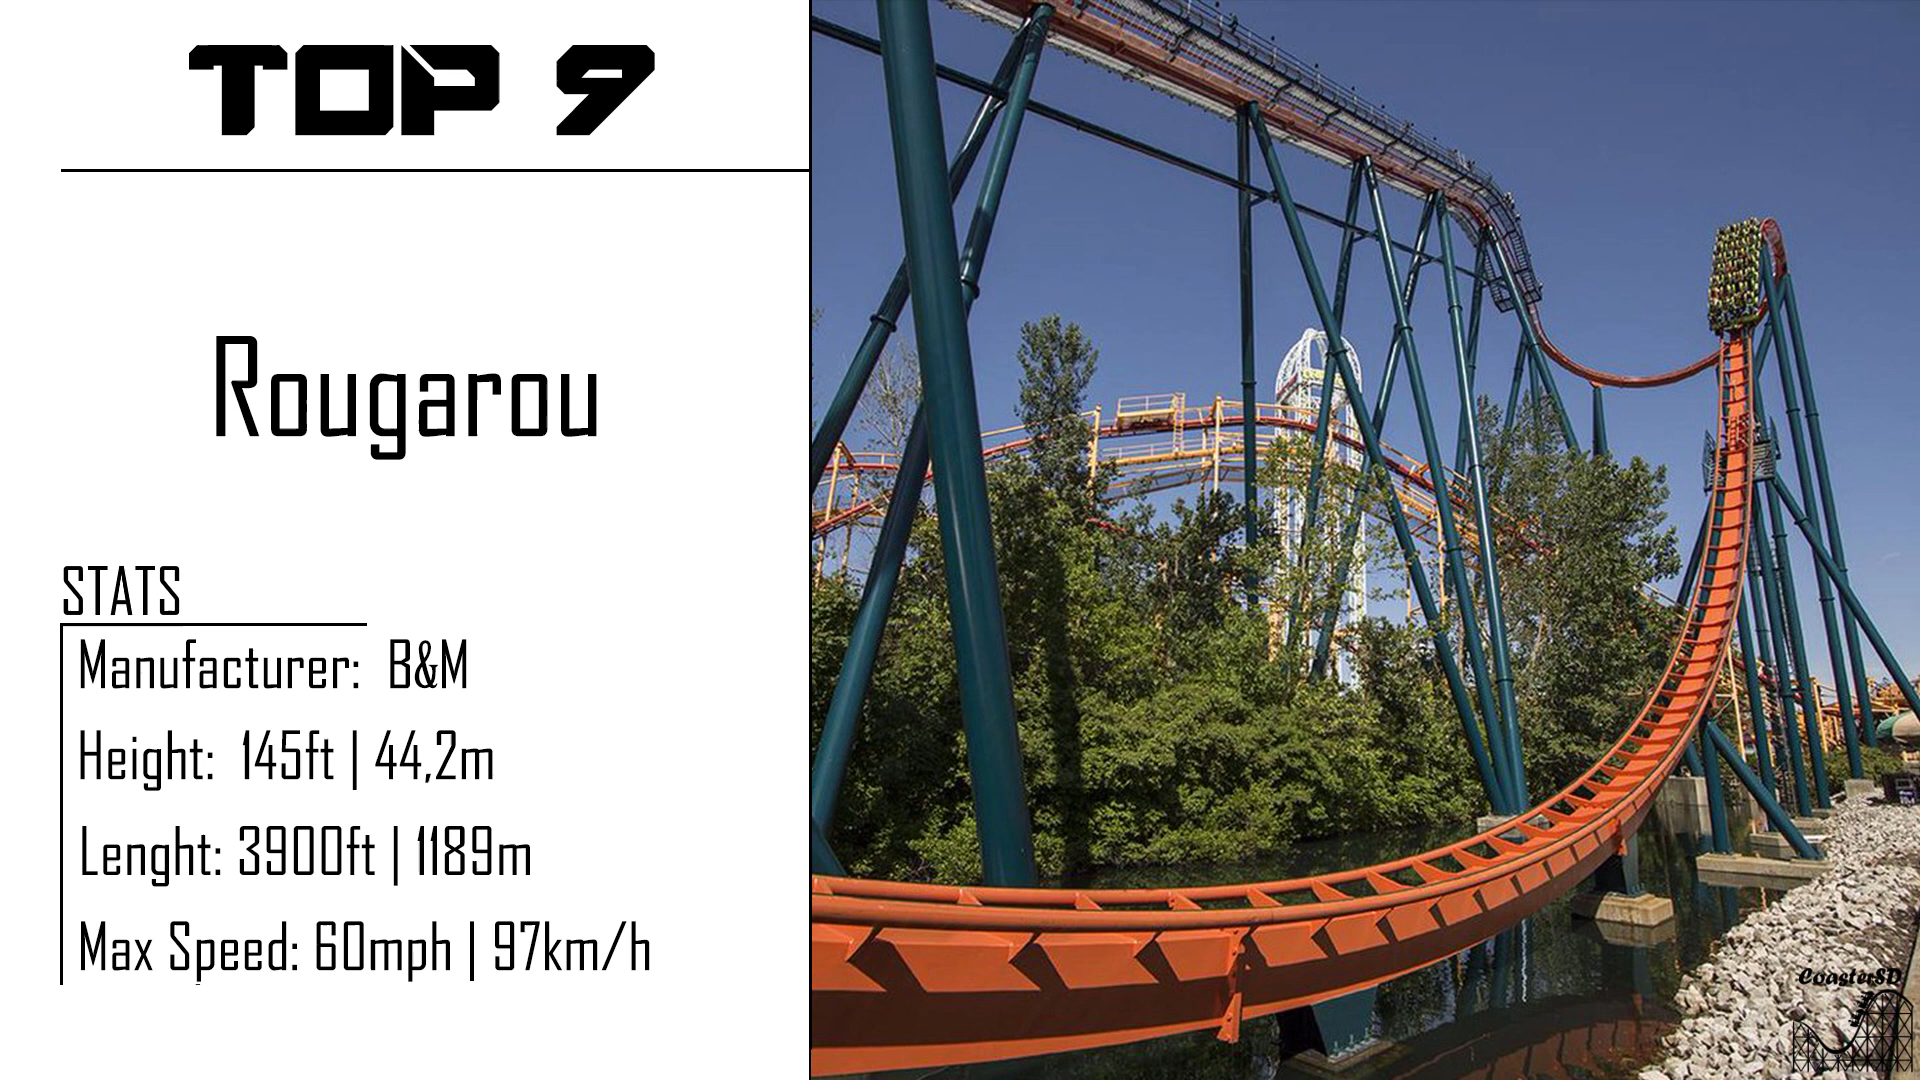 TOP 9
Rougarou
STATS
Manufacturer: B&M
Height: 145ft | 44,2m
Lenght: 3900ft | 1189m
Max Speed: 60mph | 97km/h
CoasterSD